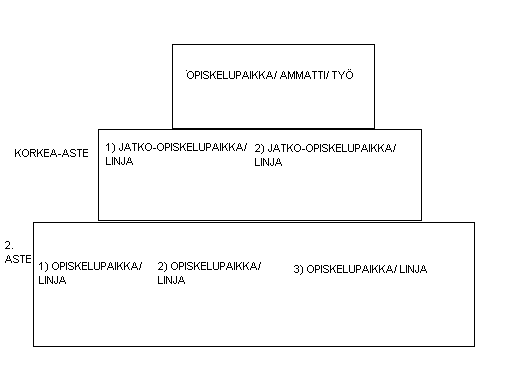 OPISKELUPAIKKA/ AMMATTI/ TYÖ
KORKEA-ASTE
1) JATKO-OPISKELUPAIKKA/
LINJA
2) JATKO-OPISKELUPAIKKA/
LINJA
2.
ASTE
1) OPISKELUPAIKKA/
LINJA
2) OPISKELUPAIKKA/
LINJA
3) OPISKELUPAIKKA/ LINJA